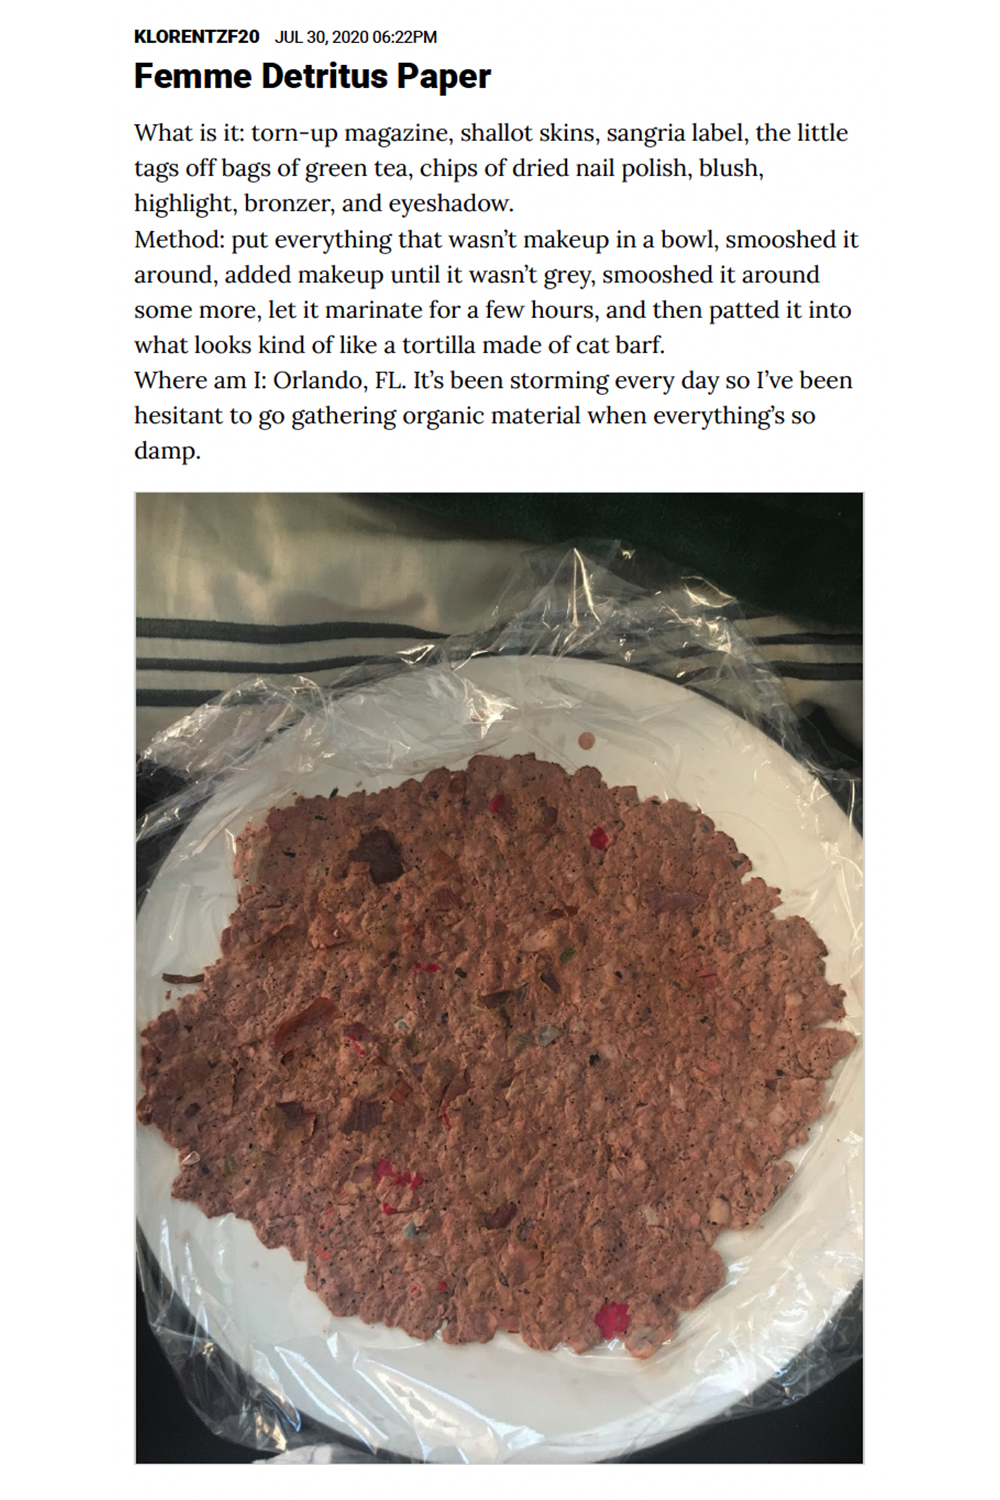 KLORENTZF20 JUL 30, 2020 06:22PM
Femme Detritus Paper
What is it: torn-up magazine, shallot skins, sangria label, the little
tags off bags of green tea, chips of dried nail polish, blush,
highlight, bronzer, and eyeshadow.
Method: put everything that wasn’t makeup in a bowl, smooshed it
around, added makeup until it wasn’t grey, smooshed it around
some more, let it marinate for a few hours, and then patted it into
what looks kind of like a tortilla made of cat barf.
Where am I: Orlando, FL. It’s been storming every day so I’ve been
hesitant to go gathering organic material when everything’s so
damp.